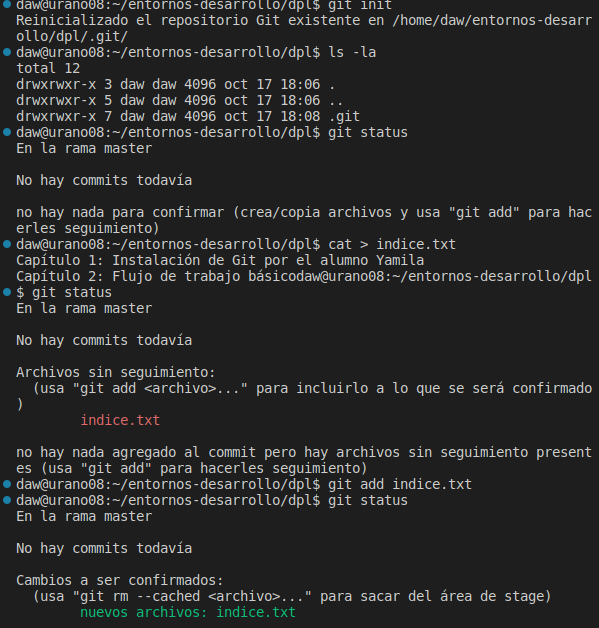 daw@urano08:~/entornos-desarrollo/dpl$ git init
Reinicializado el repositorio Git existente en /home/daw/entornos-desarr
ollo/dpl/.git/
daw@urano08:~/entornos-desarrollo/dpl$ ls -la
total 12
drwxrwxr-x 3 daw daw 4096 oct 17 18:06 .
drwxrwxr-x 5 daw daw 4096 oct 17 18:06 ..
drwxrwxr-x 7 daw daw 4096 oct 17 18:08 .git
daw@urano08:~/entornos-desarrollo/dpl$ git status
En la rama master

No hay commits todavía

no hay nada para confirmar (crea/copia archivos y usa "git add" para hac
erles seguimiento)
daw@urano08:~/entornos-desarrollo/dpl$ cat > indice.txt
Capítulo 1: Instalación de Git por el alumno Yamila
Capítulo 2: Flujo de trabajo básicodaw@urano08:~/entornos-desarrollo/dpl
$ git status
En la rama master

No hay commits todavía

Archivos sin seguimiento:
  (usa "git add <archivo>..." para incluirlo a lo que se será confirmado
)
        indice.txt

no hay nada agregado al commit pero hay archivos sin seguimiento present
es (usa "git add" para hacerles seguimiento)
daw@urano08:~/entornos-desarrollo/dpl$ git add indice.txt
daw@urano08:~/entornos-desarrollo/dpl$ git status
En la rama master

No hay commits todavía

Cambios a ser confirmados:
  (usa "git rm --cached <archivo>..." para sacar del área de stage)
        nuevos archivos: indice.txt